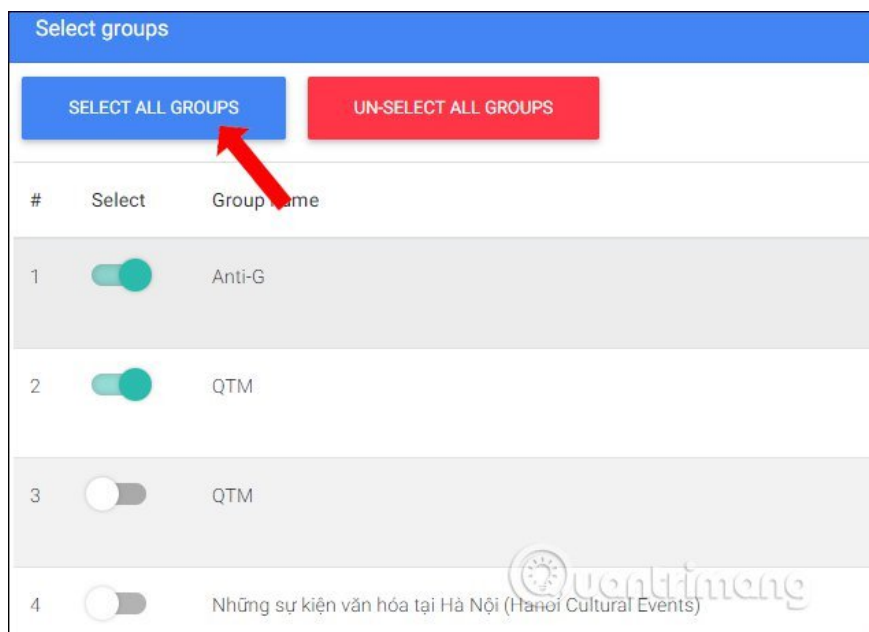 Select groups
SELECT ALL GROUPS UN-SELECT ALL GROUPS
# Select Group name
1 Anti-G
2 QTM
3 QTM
4 Những sự kiện văn hóa tại Hà Nội (Hanoi Cultural Events)
Quantrimang